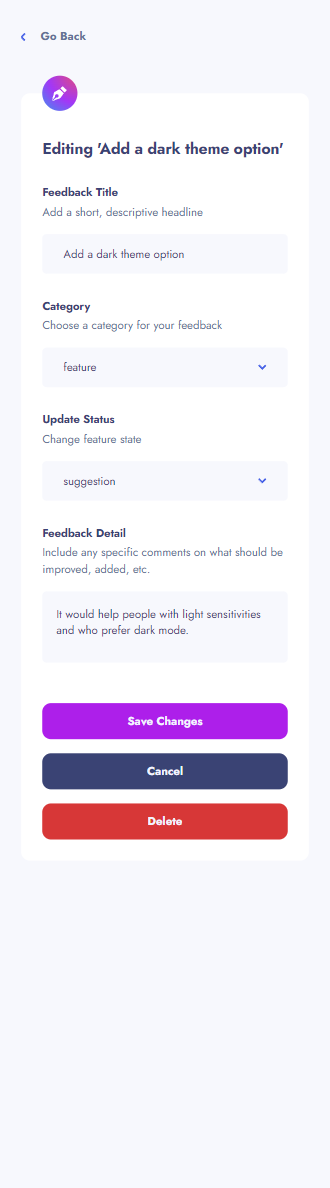 Go Back
Editing 'Add a dark theme option'
Feedback Title
Add a short, descriptive headline
Add a dark theme option
Category
Choose a category for your feedback
feature
Update Status
Change feature state
suggestion
Feedback Detail
Include any specific comments on what should be
improved, added, etc.
It would help people with light sensitivities
and who prefer dark mode.
Save Changes
Cancel
Delete